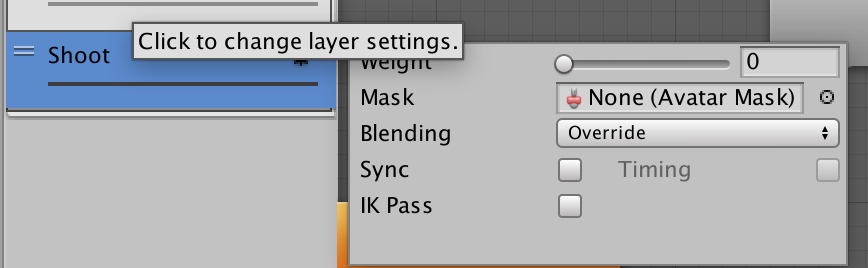 Click to change layer settings.
Shoot
Weight
0
Mask
None (Avatar Mask)
Blending
Override
Sync
Timing
IK Pass